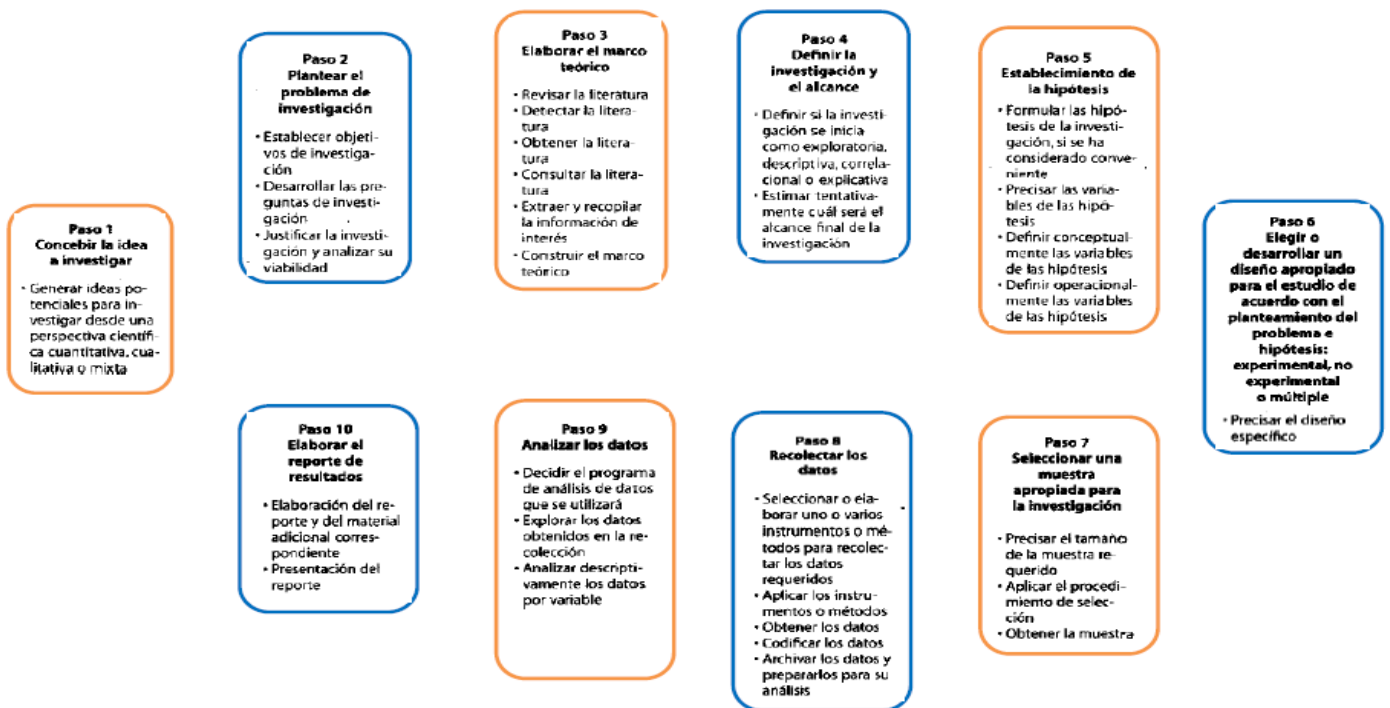 Paso 1
Concebir la idea
a investigar
• Generar ideas po-
tenciales para in-
vestigar desde una
perspectiva científi-
ca cuantitativa, cua-
litativa o mixta
Paso 2
Plantear el
problema de
investigación
• Establecer objeti-
vos de investiga-
ción
• Desarrollar las pre-
guntas de investi-
gación
• Justificar la investi-
gación y analizar su
viabilidad
Paso 3
Elaborar el marco
teórico
• Revisar la literatura
• Detectar la litera-
tura
• Obtener la litera-
tura
• Consultar la litera-
tura
• Extraer y recopilar
la información de
interés
• Construir el marco
teórico
Paso 4
Definir la
investigación y
el alcance
• Definir si la investi-
gación se inicia
como exploratoria,
descriptiva, correla-
cional o explicativa
• Estimar tentativa-
mente cuál será el
alcance final de la
investigación
Paso 5
Establecimiento de
la hipótesis
• Formular las hipó-
tesis de la investi-
gación, si se ha
considerado conve-
niente
• Precisar las varia-
bles de las hipó-
tesis
• Definir conceptual-
mente las variables
de las hipótesis
• Definir operacional-
mente las variables
de las hipótesis
Paso 6
Elegir o
desarrollar un
diseño apropiado
para el estudio de
acuerdo con el
planteamiento del
problema e
hipótesis:
experimental, no
experimental
o múltiple
• Precisar el diseño
específico
Paso 7
Seleccionar una
muestra
apropiada para
la investigación
• Precisar el tamaño
de la muestra re-
querido
• Aplicar el procedi-
miento de selec-
ción
• Obtener la muestra
Paso 8
Recolectar los
datos
• Seleccionar o ela-
borar uno o varios
instrumentos o mé-
todos para recolec-
tar los datos
requeridos
• Aplicar los instru-
mentos o métodos
• Obtener los datos
• Codificar los datos
• Archivar los datos y
prepararlos para su
análisis
Paso 9
Analizar los datos
• Decidir el programa
de análisis de datos
que se utilizará
• Explorar los datos
obtenidos en la re-
colección
• Analizar descripti-
vamente los datos
por variable
Paso 10
Elaborar el
reporte de
resultados
• Elaboración del re-
porte y del material
adicional corres-
pondiente
• Presentación del
reporte